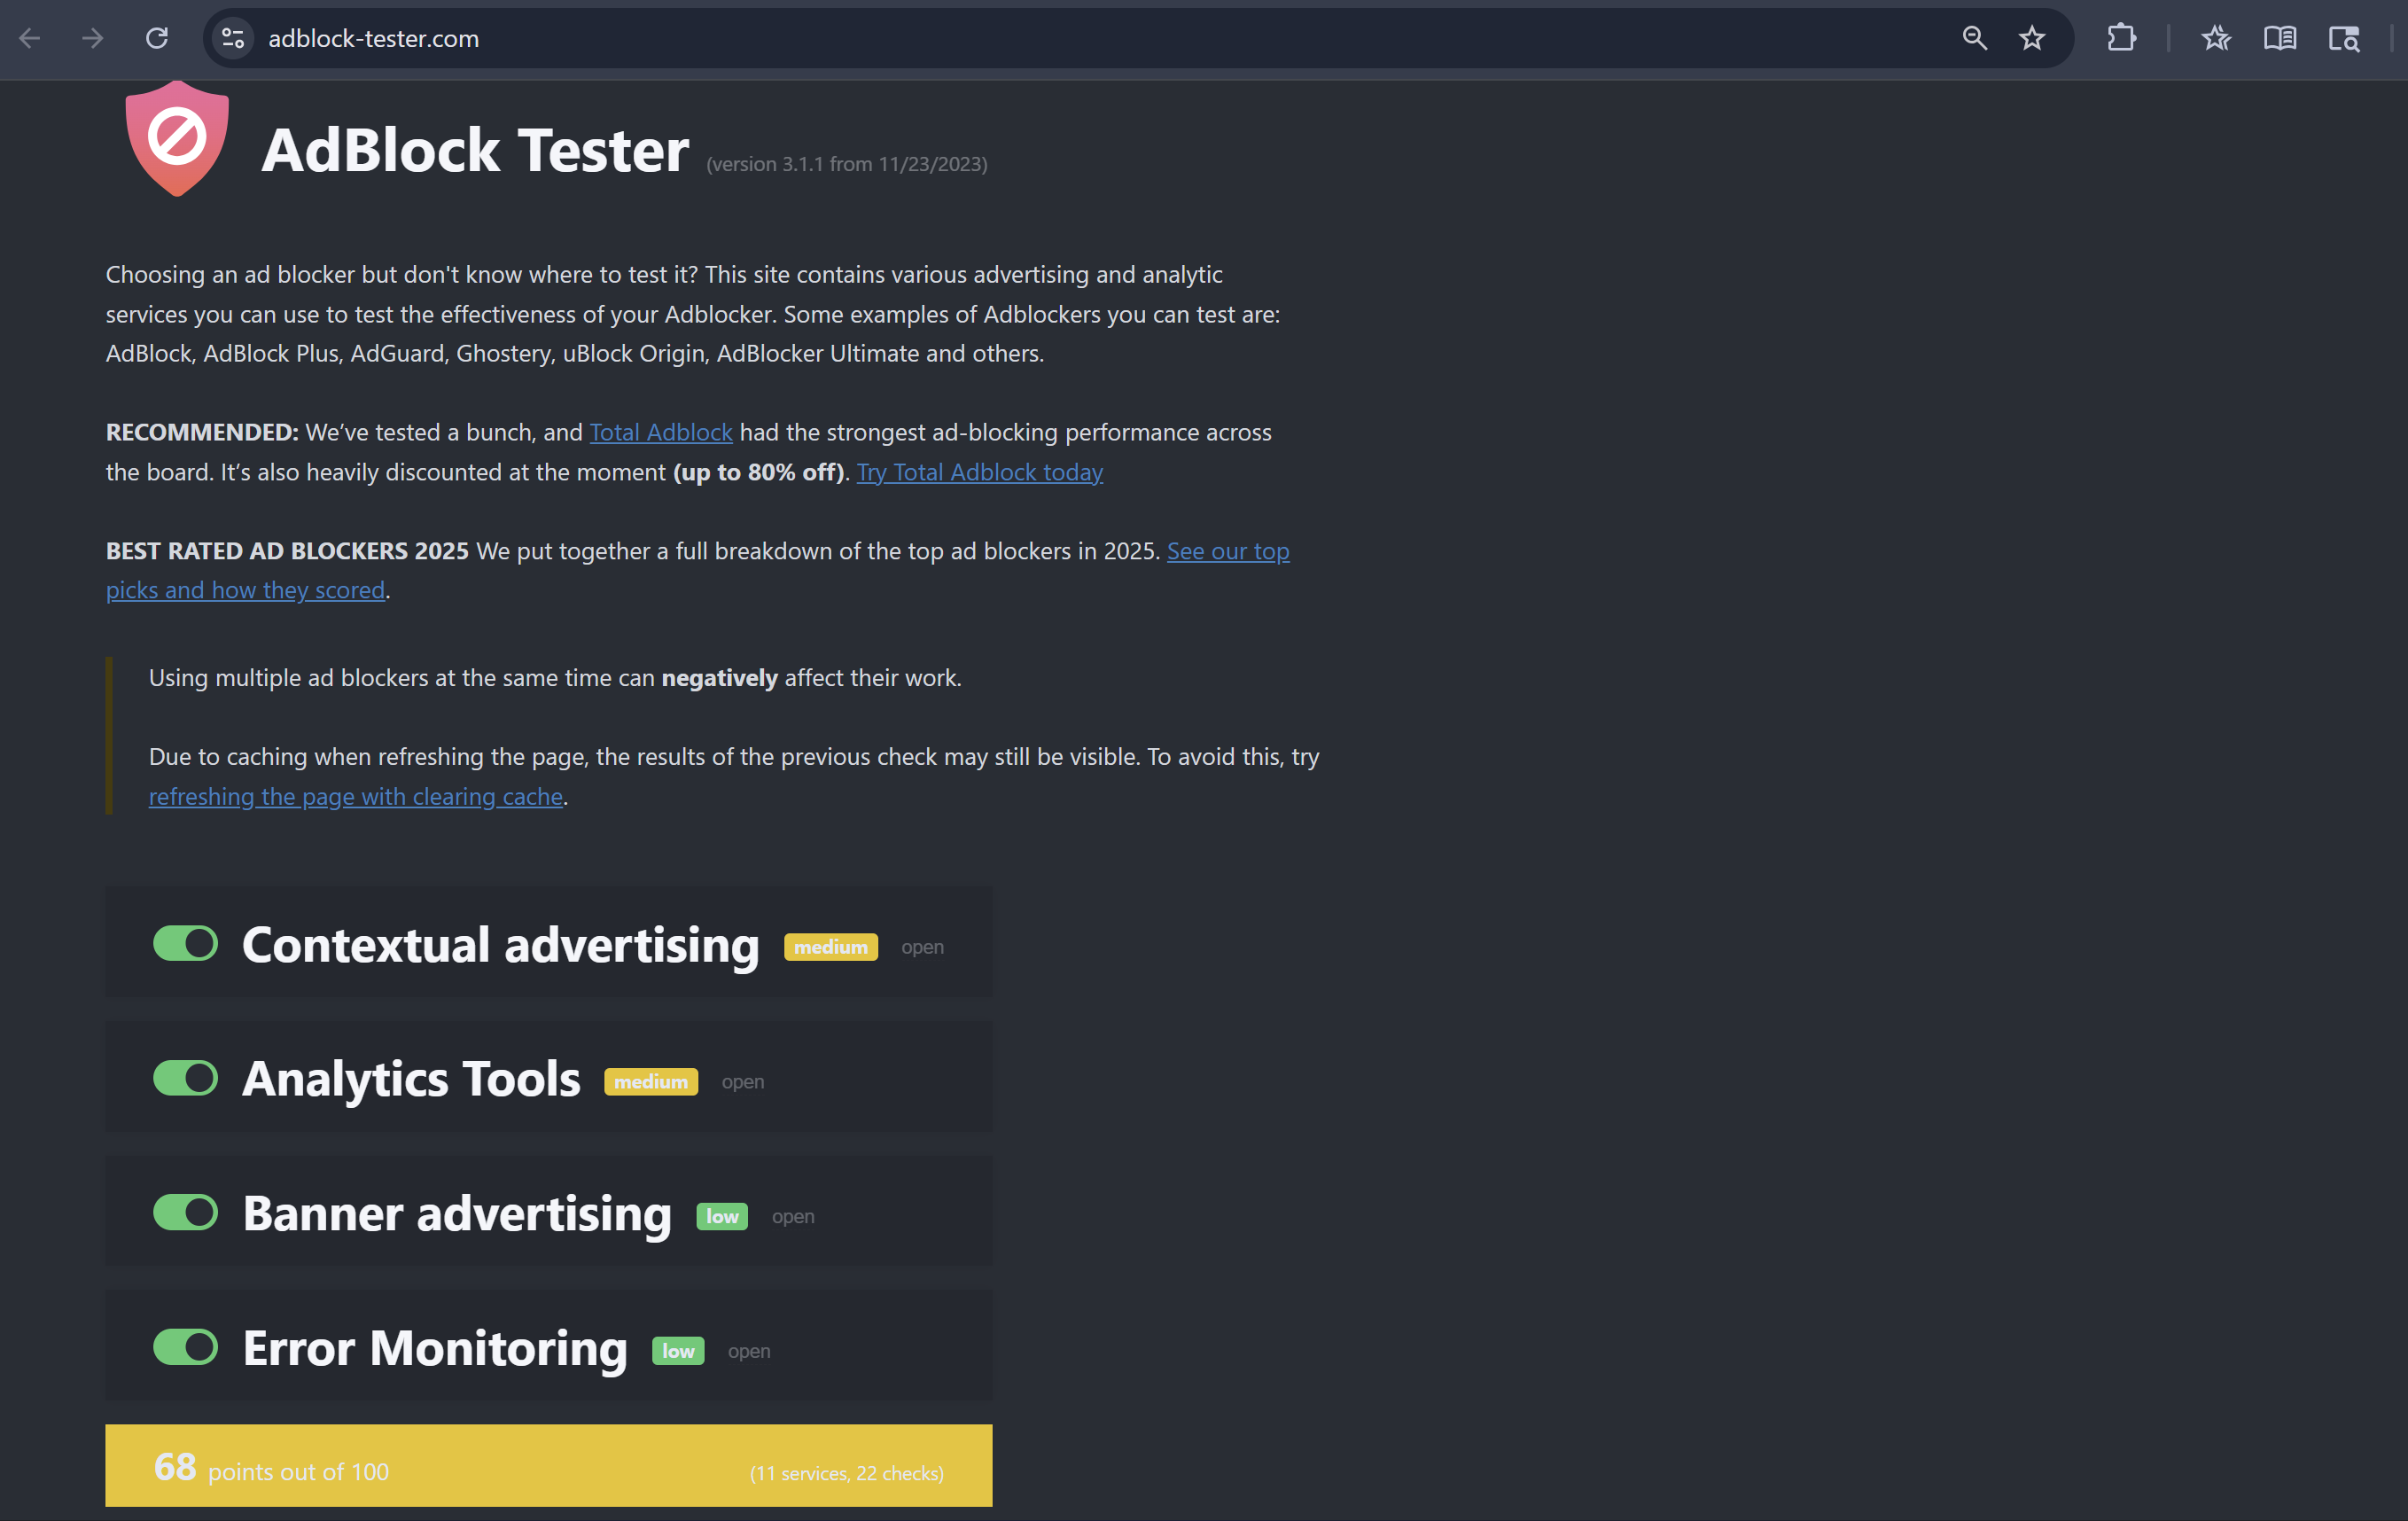 adblock-tester.com
AdBlock Tester (version 3.1.1 from 11/23/2023)
Choosing an ad blocker but don't know where to test it? This site contains various advertising and analytic
services you can use to test the effectiveness of your Adblocker. Some examples of Adblockers you can test are:
AdBlock, AdBlock Plus, AdGuard, Ghostery, uBlock Origin, AdBlocker Ultimate and others.
RECOMMENDED: We’ve tested a bunch, and Total Adblock had the strongest ad-blocking performance across
the board. It’s also heavily discounted at the moment (up to 80% off). Try Total Adblock today
BEST RATED AD BLOCKERS 2025 We put together a full breakdown of the top ad blockers in 2025. See our top
picks and how they scored.
Using multiple ad blockers at the same time can negatively affect their work.
Due to caching when refreshing the page, the results of the previous check may still be visible. To avoid this, try
refreshing the page with clearing cache.
Contextual advertising medium open
Analytics Tools medium open
Banner advertising low open
Error Monitoring low open
68 points out of 100 (11 services, 22 checks)